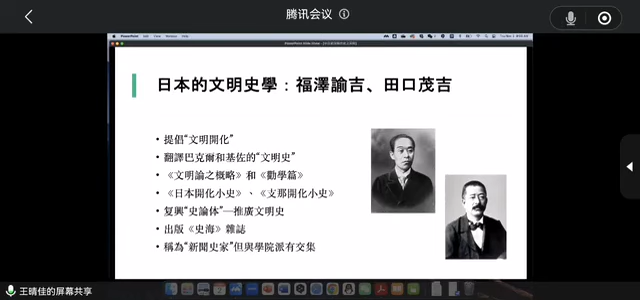 腾讯会议
日本的文明史學：福澤諭吉、田口茂吉
• 提倡“文明開化”
• 翻譯巴克爾和基佐的“文明史”
• 《文明論之概略》和《勸學篇》
• 《日本開化小史》、《支那開化小史》
• 复興“史論体”—推廣文明史
• 出版《史海》雜誌
• 稱為“新聞史家”但與學院派有交集
王晴佳的屏幕共享